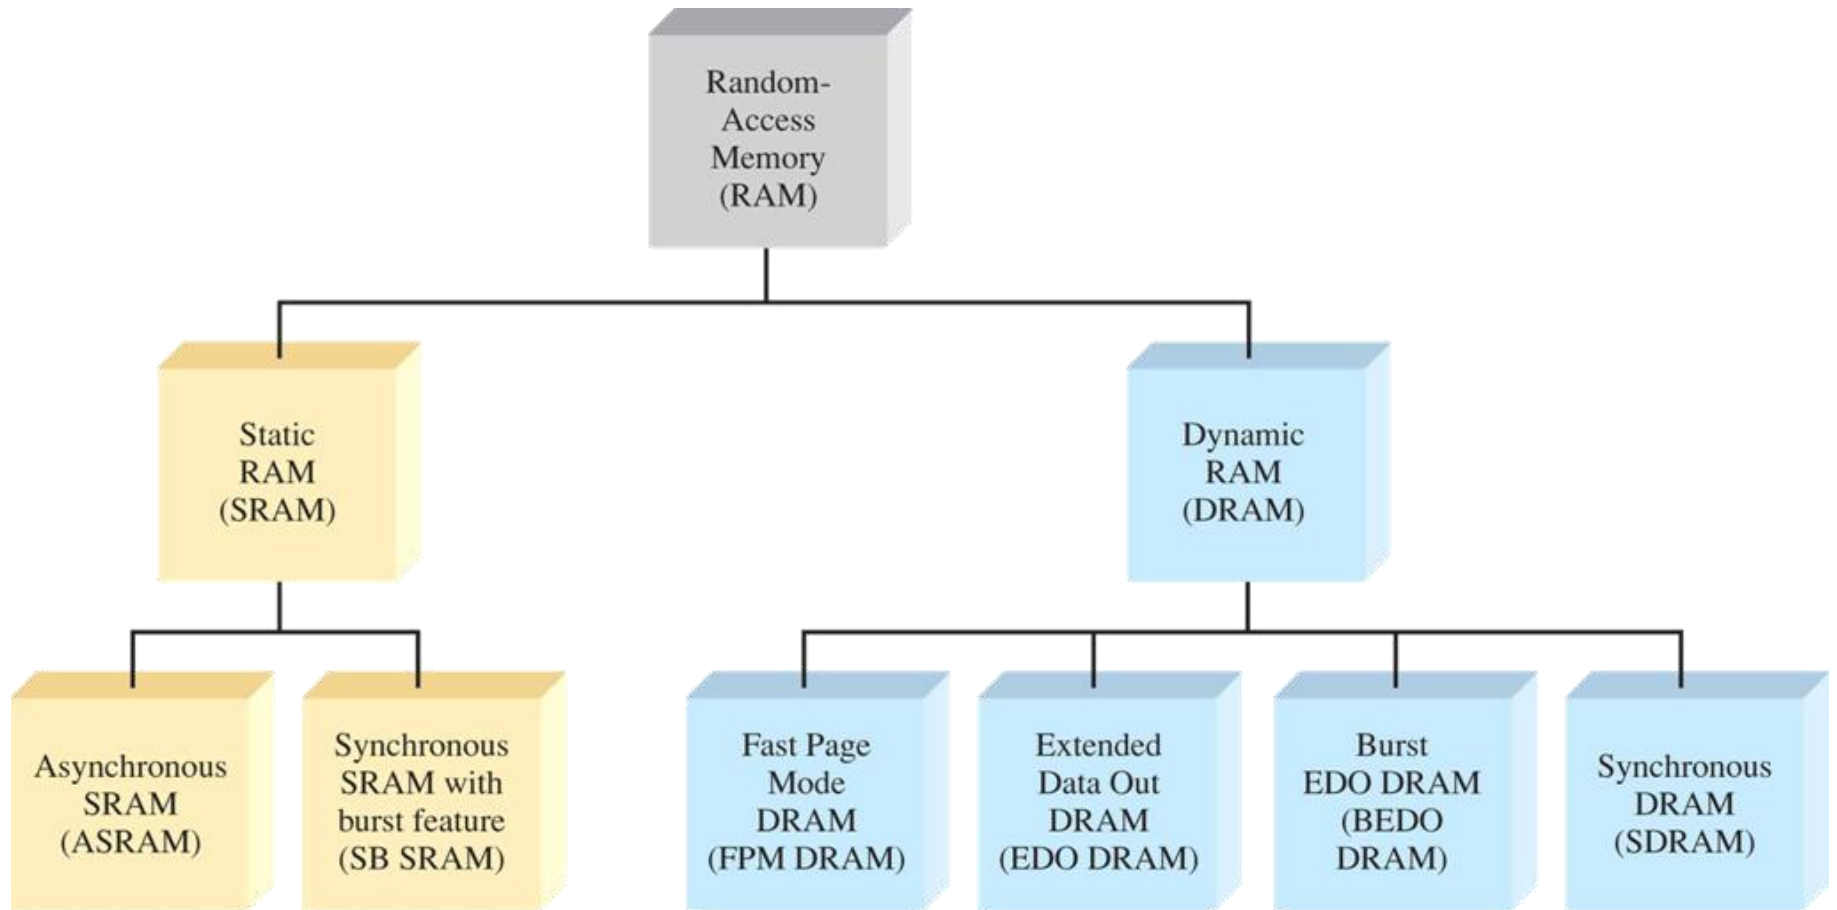 Random-
Access
Memory
(RAM)
Static
RAM
(SRAM)
Dynamic
RAM
(DRAM)
Asynchronous
SRAM
(ASRAM)
Synchronous
SRAM with
burst feature
(SB SRAM)
Fast Page
Mode
DRAM
(FPM DRAM)
Extended
Data Out
DRAM
(EDO DRAM)
Burst
EDO DRAM
(BEDO
DRAM)
Synchronous
DRAM
(SDRAM)